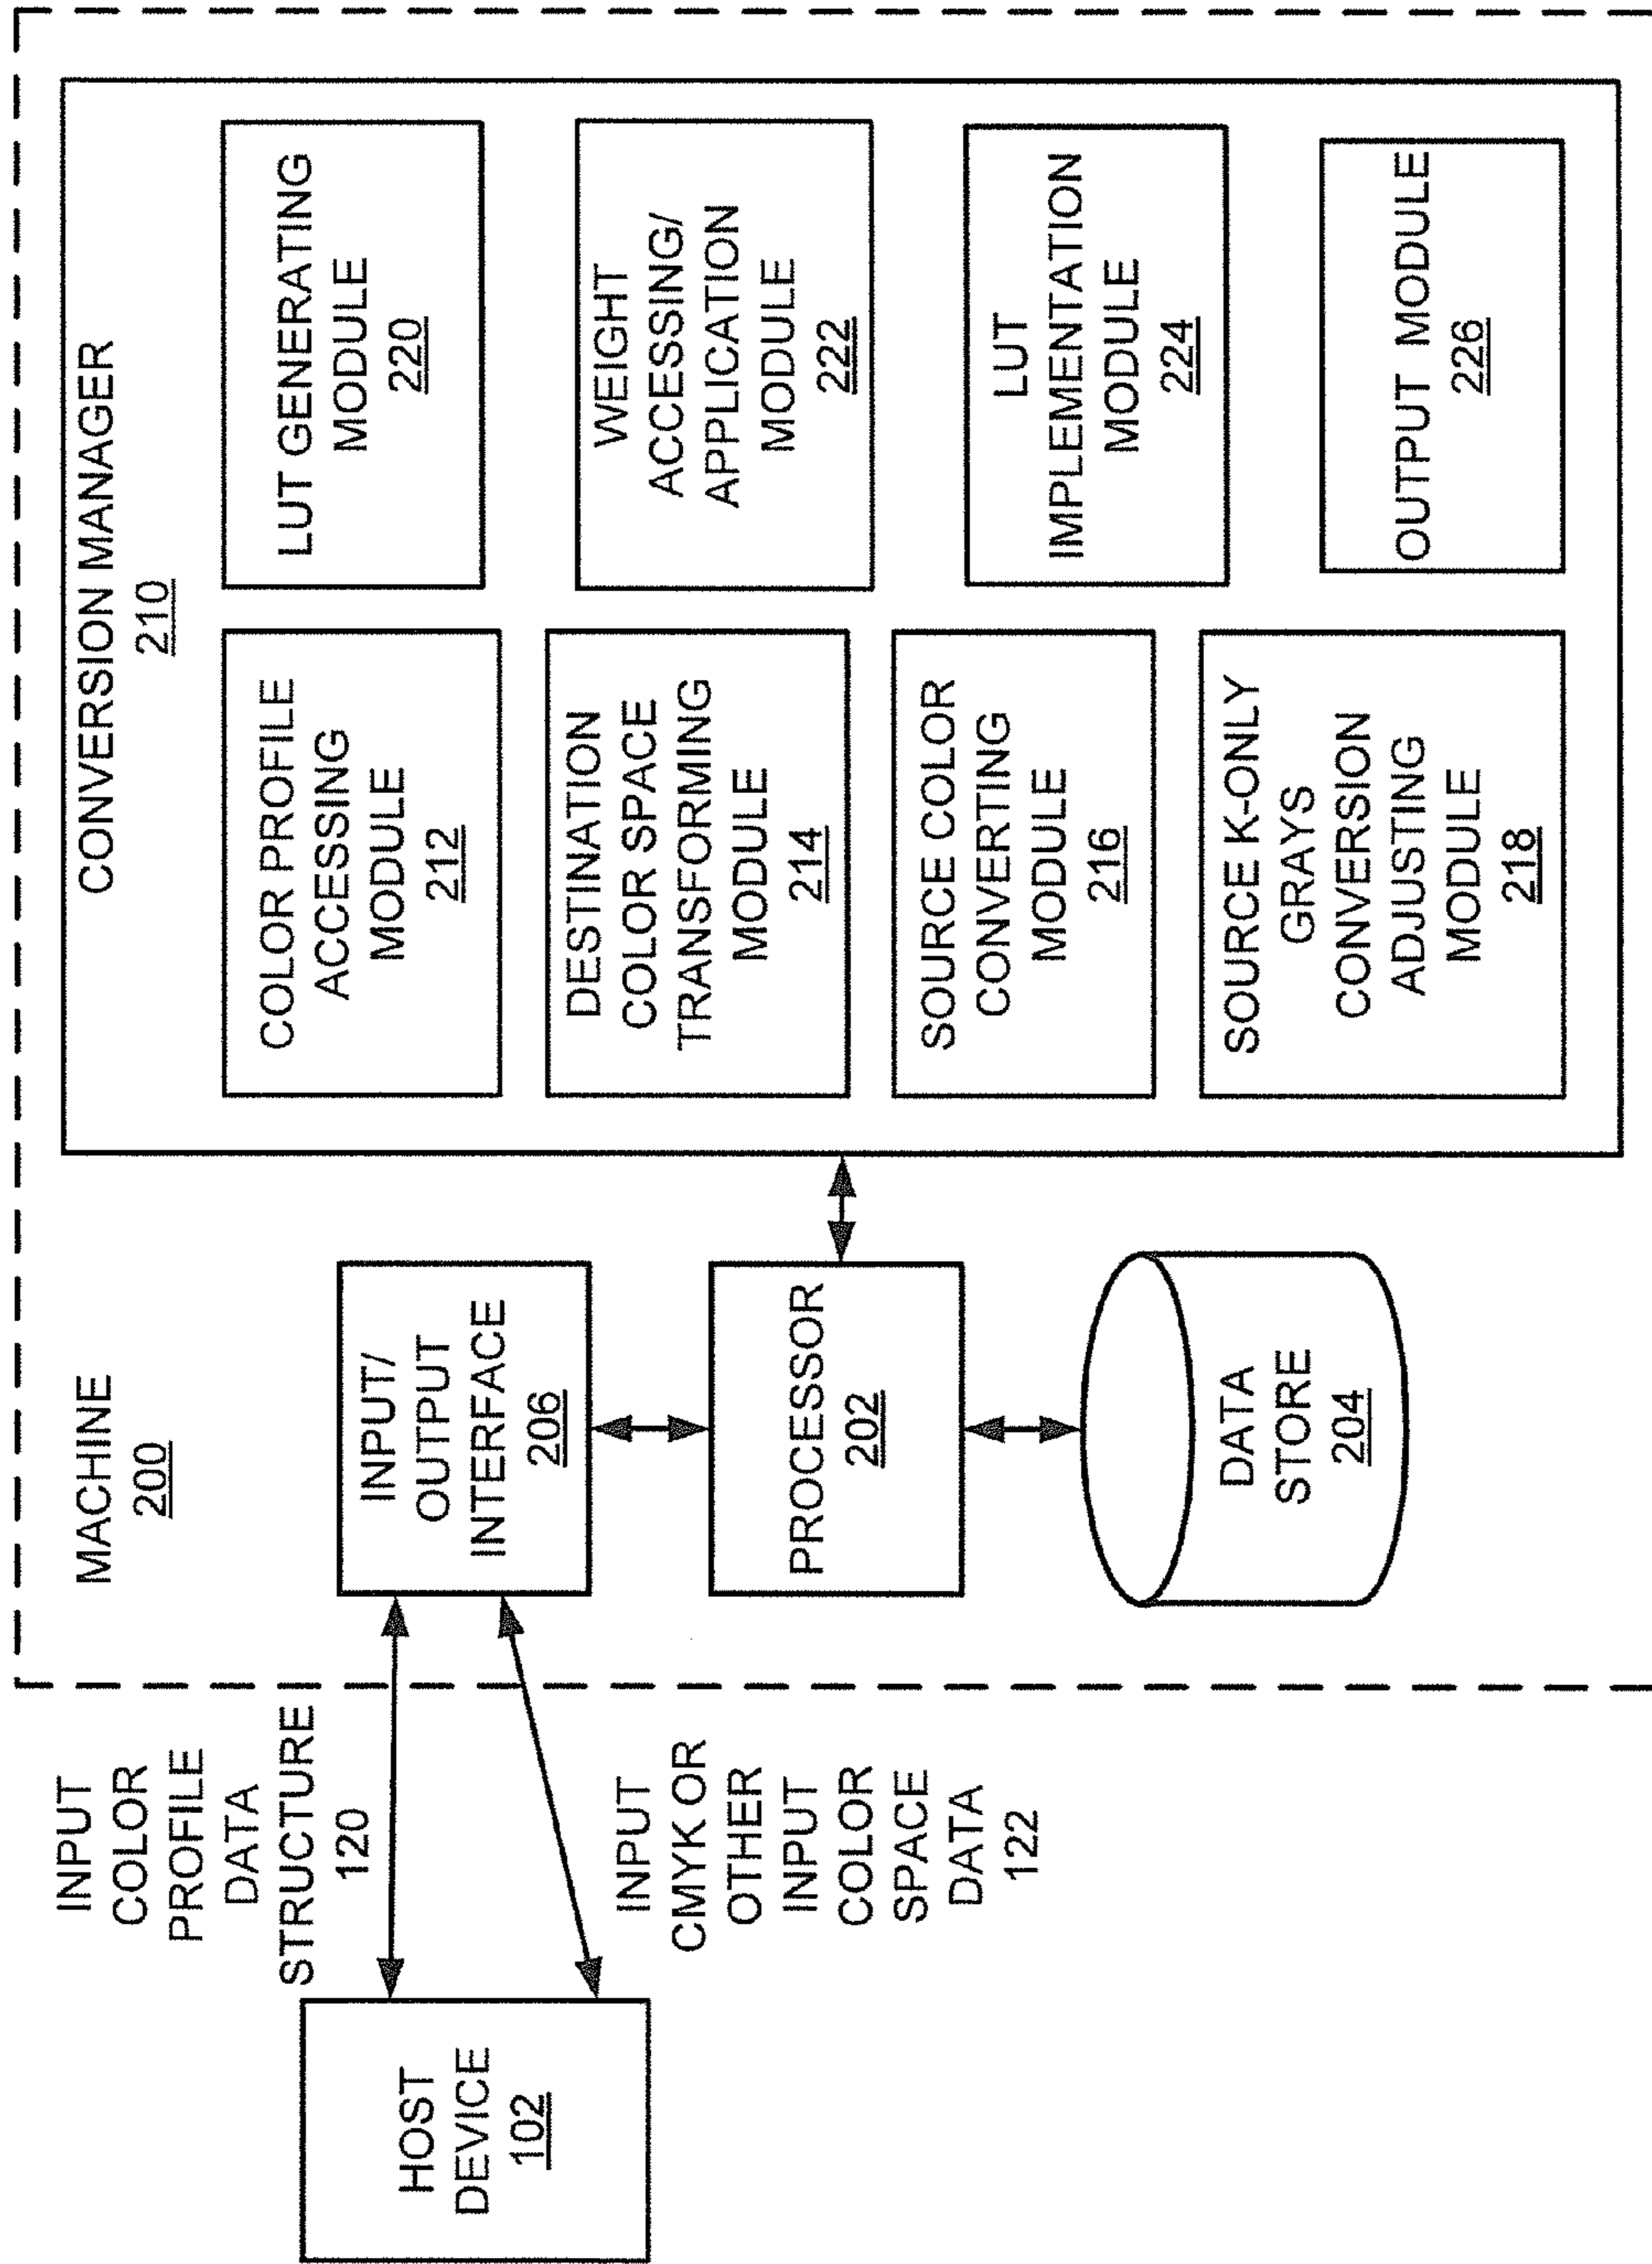 MACHINE
200
CONVERSION MANAGER
210
INPUT
COLOR
PROFILE
DATA
STRUCTURE
120
HOST
DEVICE
102
INPUT
CMYK OR
OTHER
INPUT
COLOR
SPACE
DATA
122
INPUT/
OUTPUT
INTERFACE
206
PROCESSOR
202
DATA
STORE
204
COLOR PROFILE
ACCESSING
MODULE
212
DESTINATION
COLOR SPACE
TRANSFORMING
MODULE
214
SOURCE COLOR
CONVERTING
MODULE
216
SOURCE K-ONLY
GRAYS
CONVERSION
ADJUSTING
MODULE
218
LUT GENERATING
MODULE
220
WEIGHT
ACCESSING/
APPLICATION
MODULE
222
LUT
IMPLEMENTATION
MODULE
224
OUTPUT MODULE
226